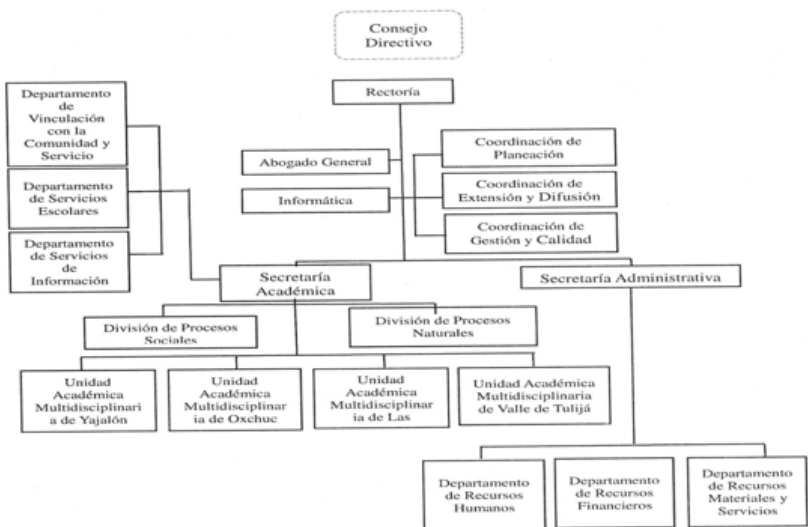 Consejo
Directivo
Rectoría
Departamento
de
Vinculación
con la
Comunidad y
Servicio
Departamento
de Servicios
Escolares
Departamento
de Servicios
de
Información
Abogado General
Informática
Coordinación de
Planeación
Coordinación de
Extensión y Difusión
Coordinación de
Gestión y Calidad
Secretaría
Académica
Secretaría Administrativa
División de Procesos
Sociales
División de Procesos
Naturales
Unidad
Académica
Multidisciplinari
a de Yajalón
Unidad
Académica
Multidisciplinar
ia de Oxchuc
Unidad
Académica
Multidisciplinar
ia de Las
Unidad Académica
Multidisciplinaria
de Valle de Tulijá
Departamento
de Recursos
Humanos
Departamento
de Recursos
Financieros
Departamento
de Recursos
Materiales y
Servicios